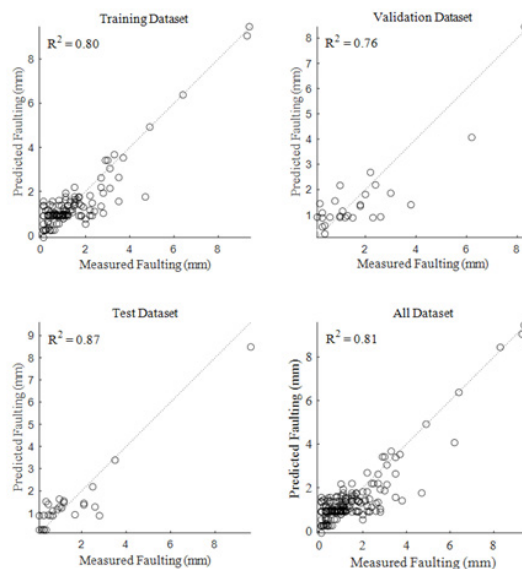 Training Dataset
R² = 0.80
Predicted Faulting (mm)
8
6
4
2
0
0 2 4 6 8
Measured Faulting (mm)
Validation Dataset
R² = 0.76
Predicted Faulting (mm)
8
7
6
5
4
3
2
1
2 4 6 8
Measured Faulting (mm)
Test Dataset
R² = 0.87
Predicted Faulting (mm)
9
8
7
6
5
4
3
2
1
0 2 4 6 8
Measured Faulting (mm)
All Dataset
R² = 0.81
Predicted Faulting (mm)
8
6
4
2
0
0 2 4 6 8
Measured Faulting (mm)